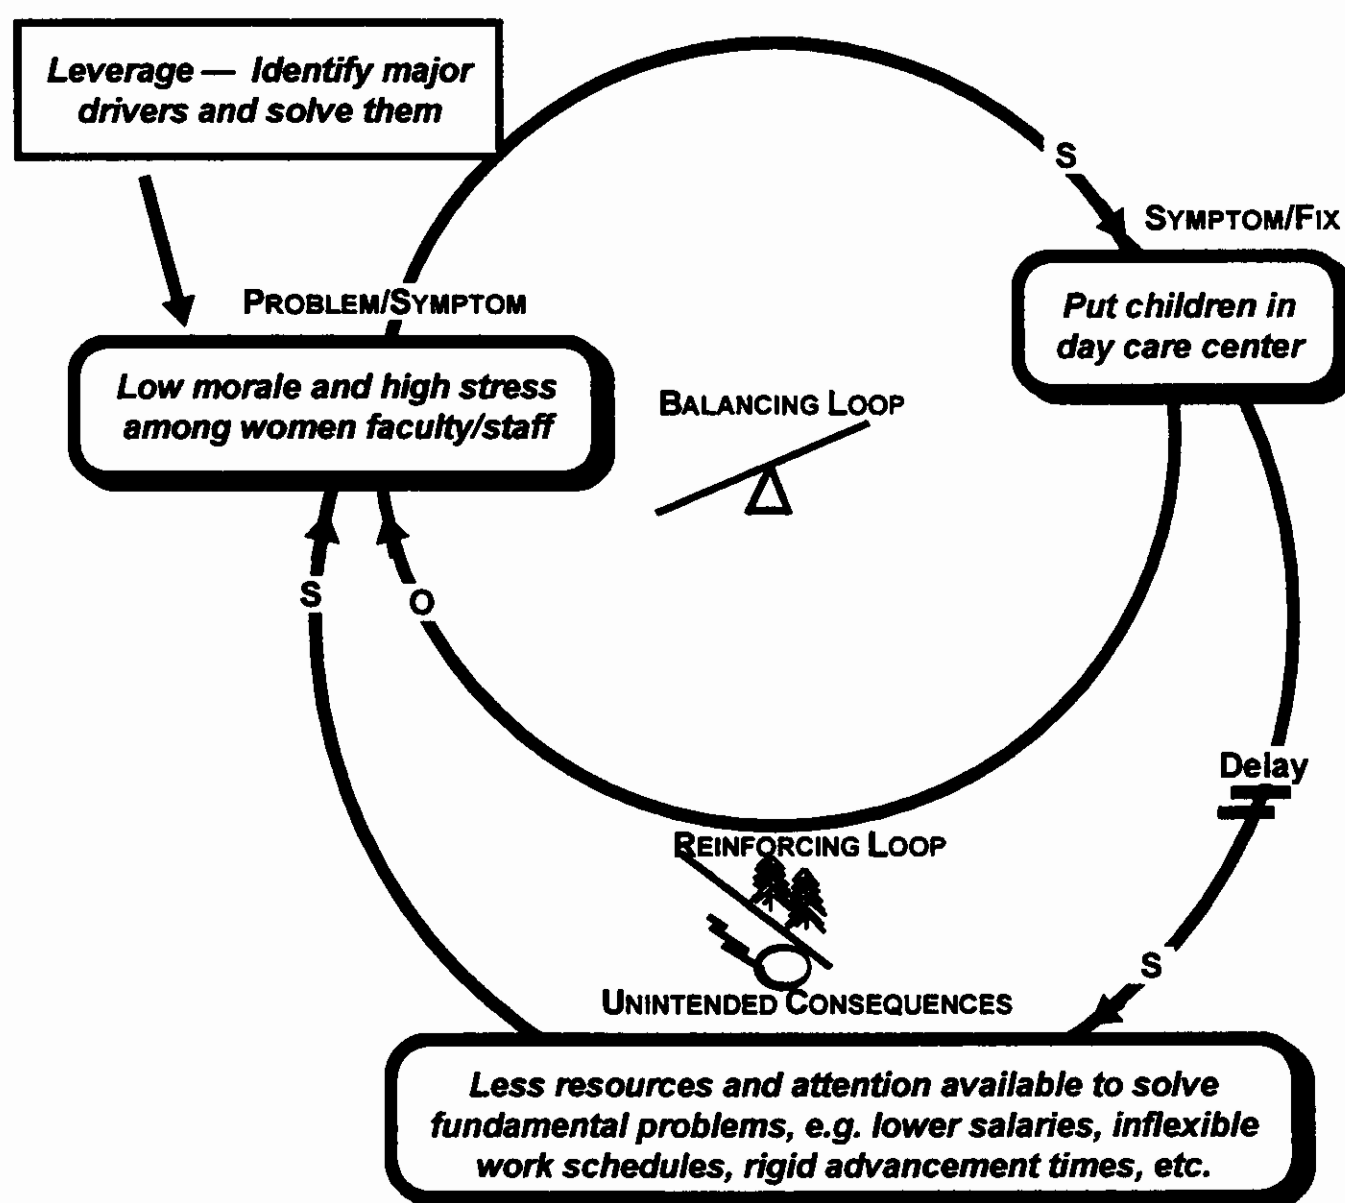 Leverage — Identify major
drivers and solve them
S
SYMPTOM/FIX
PROBLEM/SYMPTOM
Put children in
day care center
Low morale and high stress
among women faculty/staff
BALANCING LOOP
S
O
Delay
REINFORCING LOOP
S
UNINTENDED CONSEQUENCES
Less resources and attention available to solve
fundamental problems, e.g. lower salaries, inflexible
work schedules, rigid advancement times, etc.